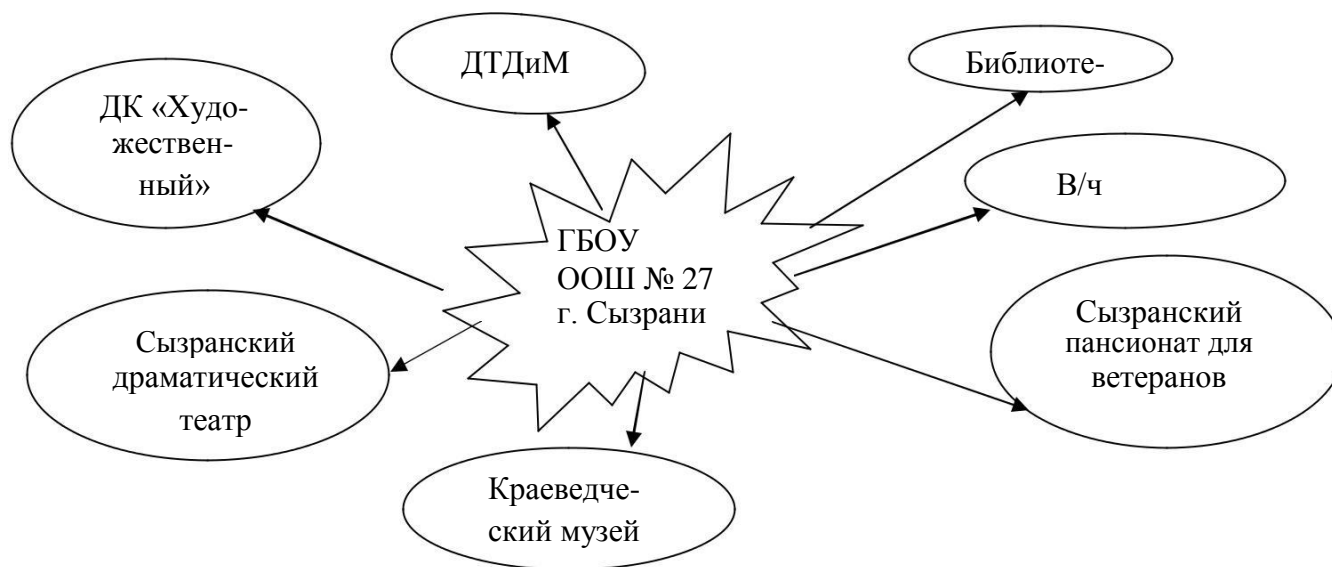 ДТДиМ
Библиоте-
ДК «Худо-
жествен-
ный»
В/ч
ГБОУ
ООШ № 27
г. Сызрани
Сызранский
пансионат для
ветеранов
Сызранский
драматический
театр
Краеведче-
ский музей